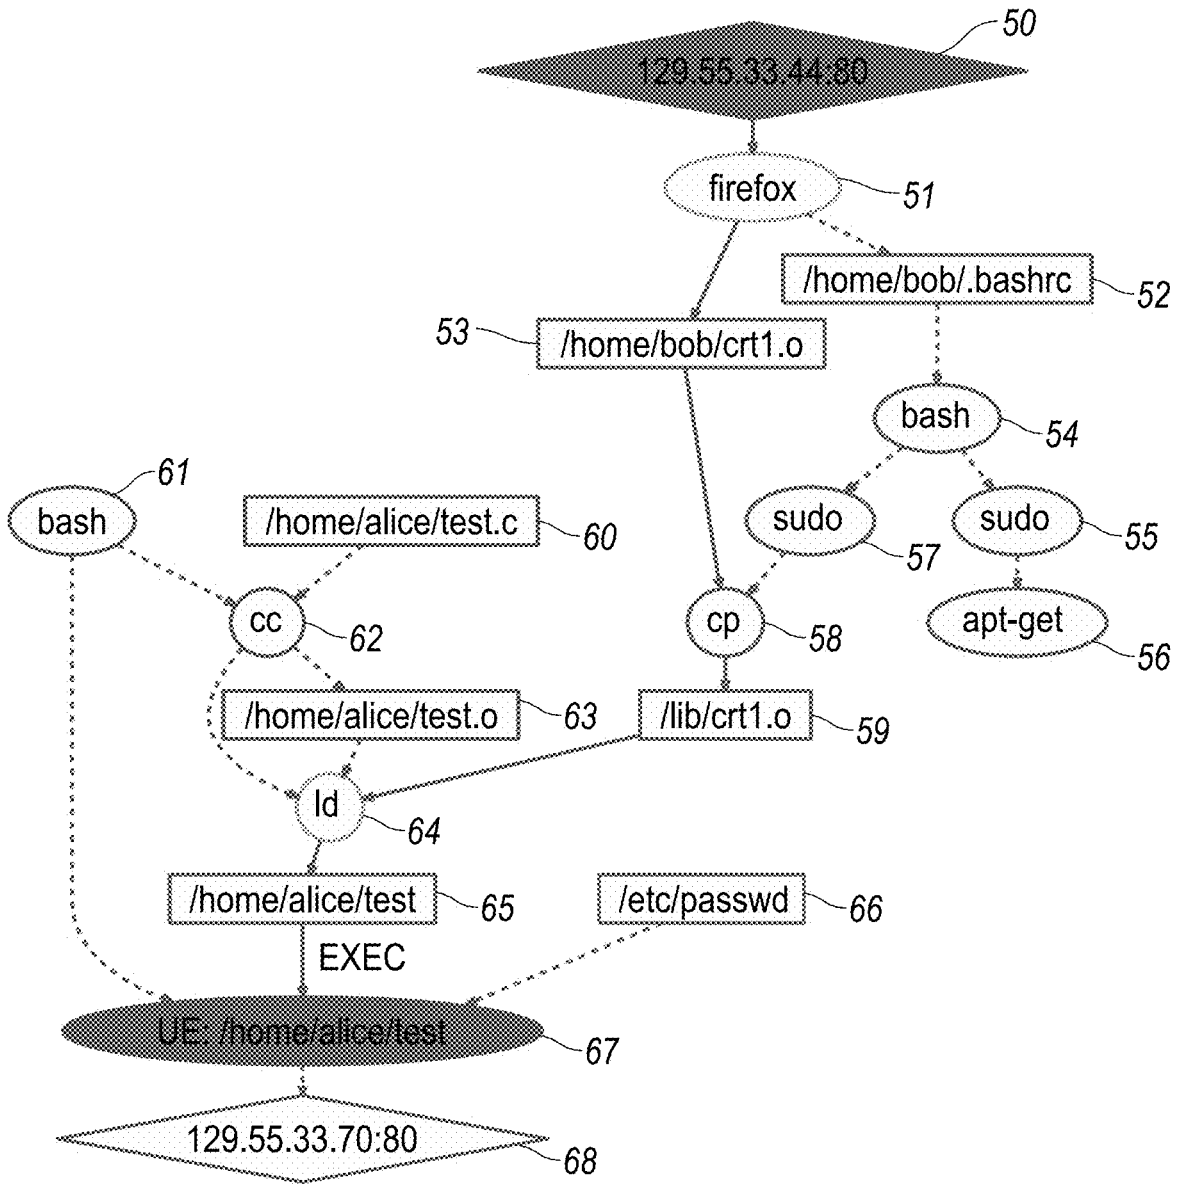 50
129.55.33.44:80
firefox
51
/home/bob/.bashrc
52
53
/home/bob/crt1.o
bash
54
61
bash
/home/alice/test.c
60
sudo
57
sudo
55
cc
62
cp
58
apt-get
56
/home/alice/test.o
63
/lib/crt1.o
59
ld
64
/home/alice/test
65
/etc/passwd
66
EXEC
UE: /home/alice/test
67
129.55.33.70:80
68